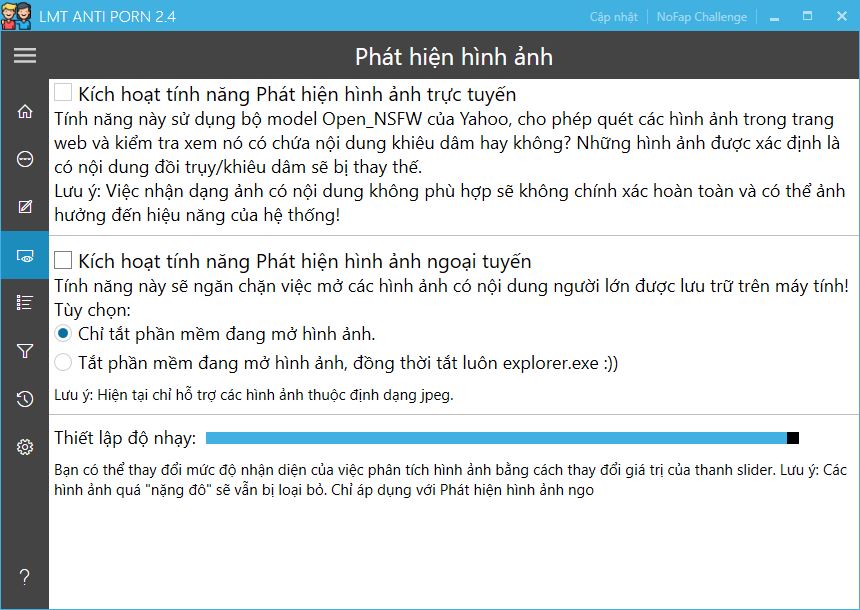 LMT ANTI PORN 2.4
Cập nhật
NoFap Challenge
Phát hiện hình ảnh
Kích hoạt tính năng Phát hiện hình ảnh trực tuyến
Tính năng này sử dụng bộ model Open_NSFW của Yahoo, cho phép quét các hình ảnh trong trang
web và kiểm tra xem nó có chứa nội dung khiêu dâm hay không? Những hình ảnh được xác định là
có nội dung đồi trụy/khiêu dâm sẽ bị thay thế.
Lưu ý: Việc nhận dạng ảnh có nội dung không phù hợp sẽ không chính xác hoàn toàn và có thể ảnh
hưởng đến hiệu năng của hệ thống!
Kích hoạt tính năng Phát hiện hình ảnh ngoại tuyến
Tính năng này sẽ ngăn chặn việc mở các hình ảnh có nội dung người lớn được lưu trữ trên máy tính!
Tùy chọn:
Chỉ tắt phần mềm đang mở hình ảnh.
Tắt phần mềm đang mở hình ảnh, đồng thời tắt luôn explorer.exe :))
Lưu ý: Hiện tại chỉ hỗ trợ các hình ảnh thuộc định dạng jpeg.
Thiết lập độ nhạy:
Bạn có thể thay đổi mức độ nhận diện của việc phân tích hình ảnh bằng cách thay đổi giá trị của thanh slider. Lưu ý: Các
hình ảnh quá "nặng đô" sẽ vẫn bị loại bỏ. Chỉ áp dụng với Phát hiện hình ảnh ngo
?